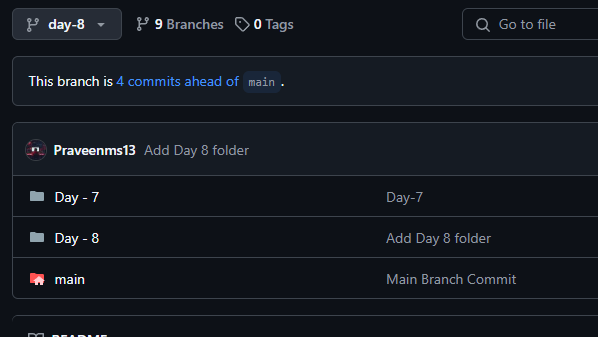 day-8 9 Branches 0 Tags Go to file
This branch is 4 commits ahead of main.
Praveenms13 Add Day 8 folder
Day - 7 Day-7
Day - 8 Add Day 8 folder
main Main Branch Commit
README